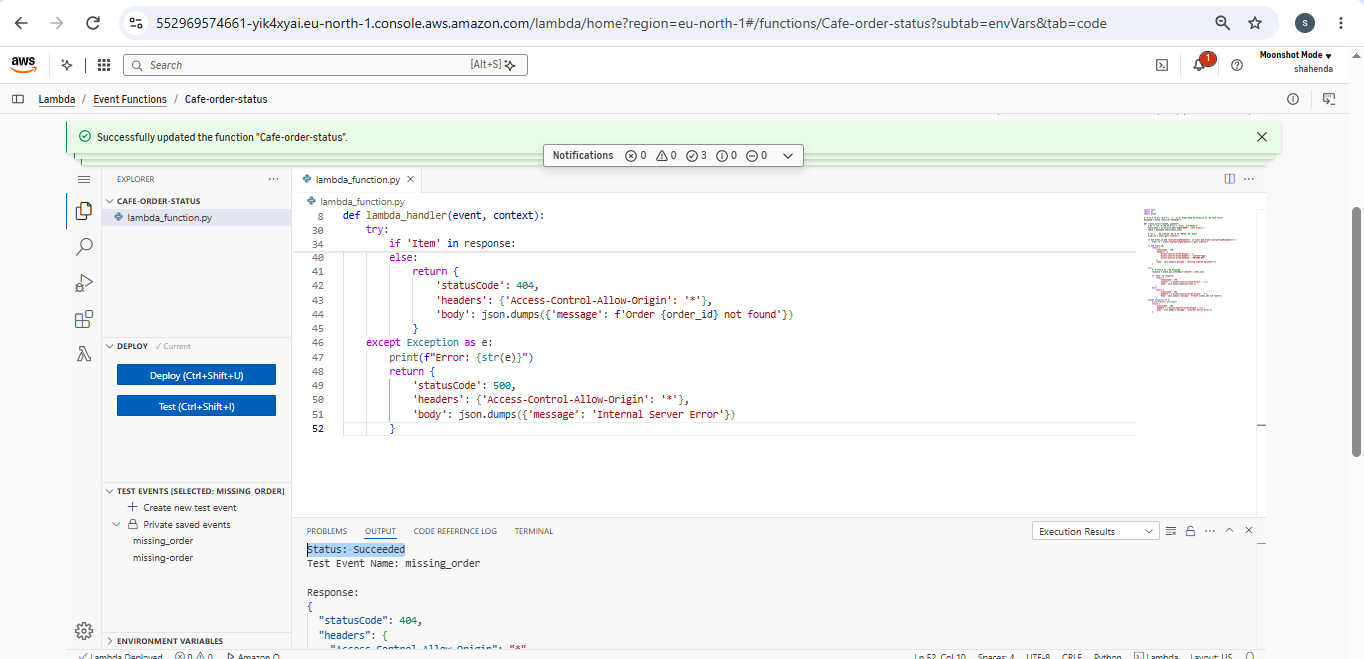 552969574661-yik4xyai.eu-north-1.console.aws.amazon.com/lambda/home?region=eu-north-1#/functions/Cafe-order-status?subtab=envVars&tab=code
S
aws
Search
[Alt+S]
1
Moonshot Mode
shahenda
Lambda / Event Functions / Cafe-order-status
Successfully updated the function "Cafe-order-status".
Notifications 0 0 3 0 0
EXPLORER
CAFE-ORDER-STATUS
lambda_function.py
DEPLOY Current
Deploy (Ctrl+Shift+U)
Test (Ctrl+Shift+I)
TEST EVENTS [SELECTED: MISSING_ORDER]
Create new test event
Private saved events
missing_order
missing-order
ENVIRONMENT VARIABLES
lambda_function.py
lambda_function.py
8 def lambda_handler(event, context):
30 try:
34 if 'Item' in response:
40 else:
41 return {
42 'statusCode': 404,
43 'headers': {'Access-Control-Allow-Origin': '*'},
44 'body': json.dumps({'message': f'Order {order_id} not found'})
45 }
46 except Exception as e:
47 print(f"Error: {str(e)}")
48 return {
49 'statusCode': 500,
50 'headers': {'Access-Control-Allow-Origin': '*'},
51 'body': json.dumps({'message': 'Internal Server Error'})
52 }
PROBLEMS OUTPUT CODE REFERENCE LOG TERMINAL
Execution Results
Status: Succeeded
Test Event Name: missing_order
Response:
{
"statusCode": 404,
"headers": {
"Access-Control-Allow-Origin": "*"
Lambda Deployed 0 0 Amazon Q
Ln 52, Col 10 Spaces: 4 UTF-8 CRLF Python Lambda Layout: US